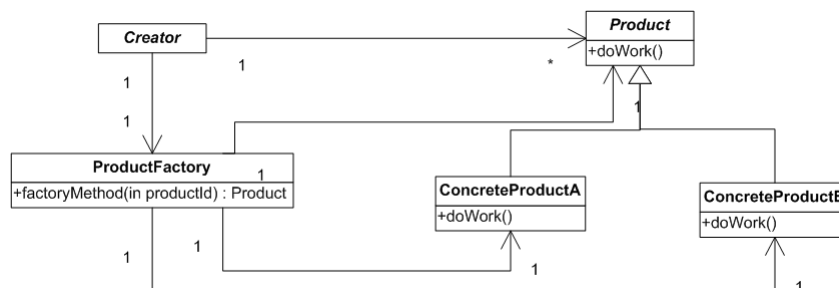 Creator
Product
+doWork()
1
*
1
1
1
ProductFactory
1
+factoryMethod(in productId) : Product
ConcreteProductA
+doWork()
ConcreteProductB
+doWork()
1
1
1
1